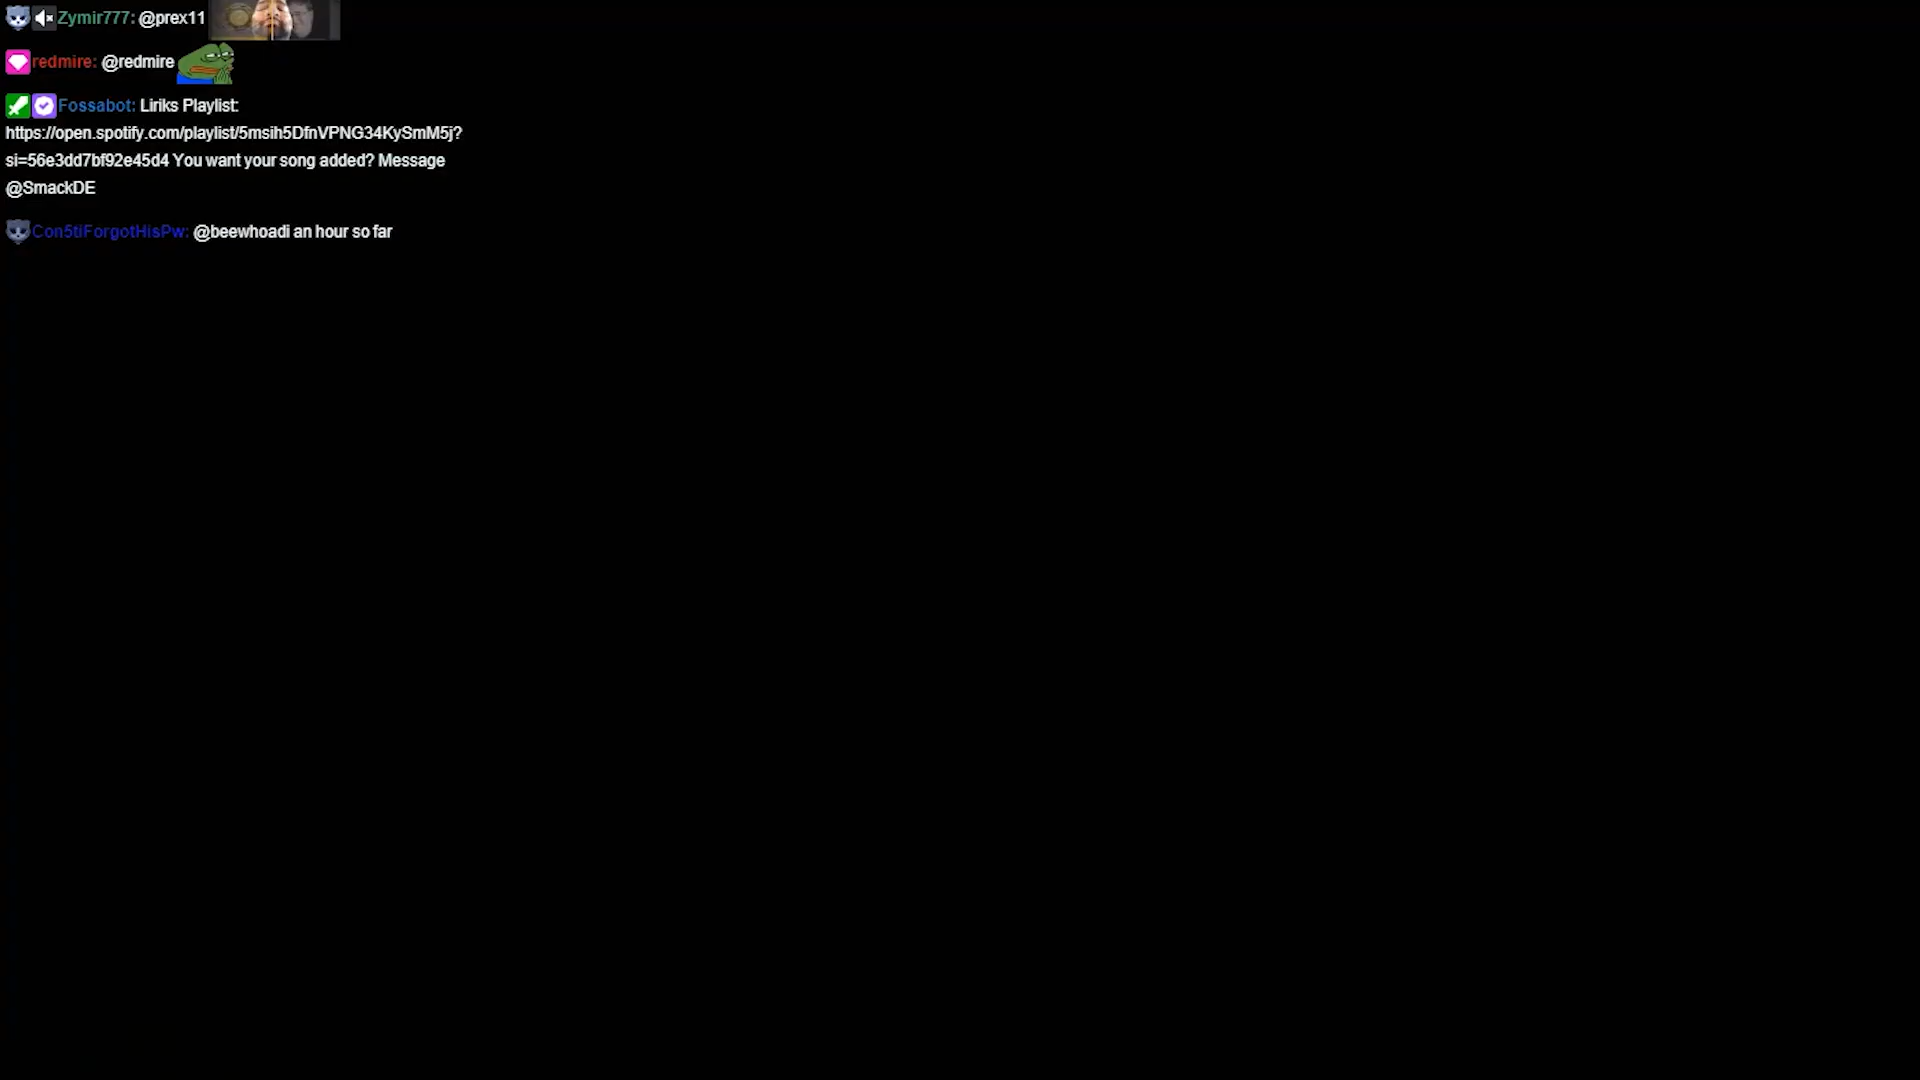 Zymir777: @prex11
redmire: @redmire
Fossabot: Liriks Playlist:
https://open.spotify.com/playlist/5msih5DfnVPNG34KySmM5j?
si=56e3dd7bf92e45d4 You want your song added? Message
@SmackDE
Con5tiForgotHisPw: @beewhoadi an hour so far